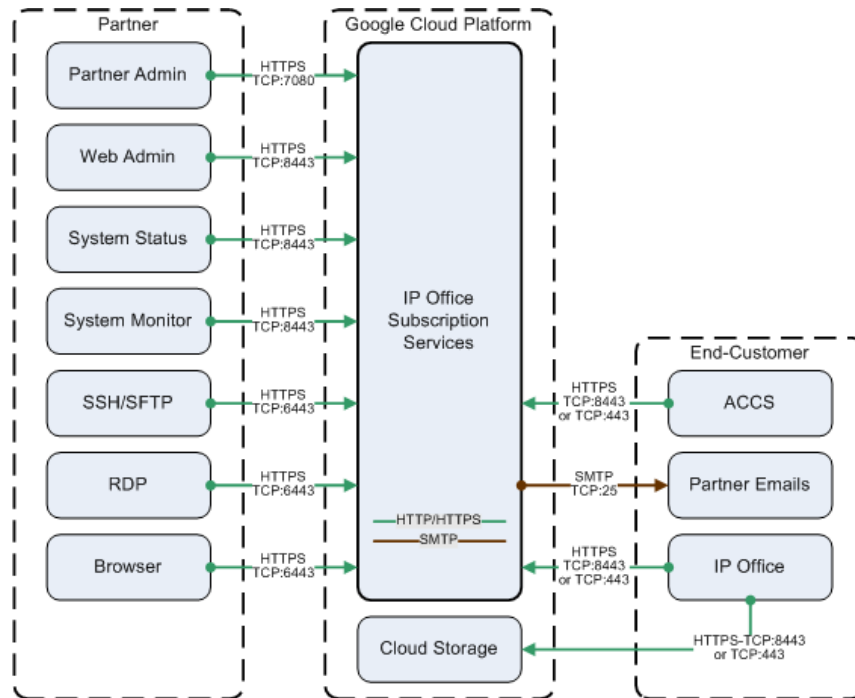 Partner
Google Cloud Platform
Partner Admin
HTTPS
TCP:7080
Web Admin
HTTPS
TCP:8443
System Status
HTTPS
TCP:8443
System Monitor
HTTPS
TCP:8443
SSH/SFTP
HTTPS
TCP:6443
RDP
HTTPS
TCP:6443
Browser
HTTPS
TCP:6443
IP Office
Subscription
Services
HTTP/HTTPS
SMTP
Cloud Storage
End-Customer
HTTPS
TCP:8443
or TCP:443
ACCS
SMTP
TCP:25
Partner Emails
HTTPS
TCP:8443
or TCP:443
IP Office
HTTPS-TCP:8443
or TCP:443